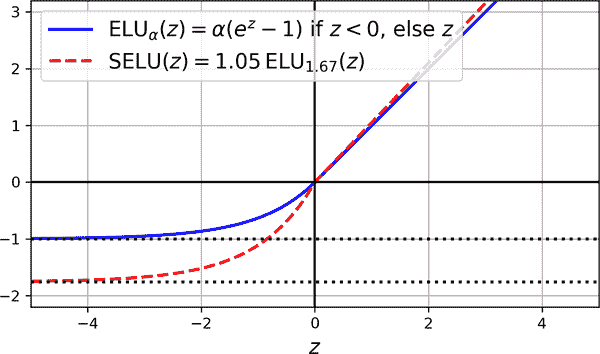 ELUα(z) = α(eᶻ − 1) if z < 0, else z
SELU(z) = 1.05 ELU₁.₆₇(z)
3
2
1
0
−1
−2
−4 −2 0 2 4
z